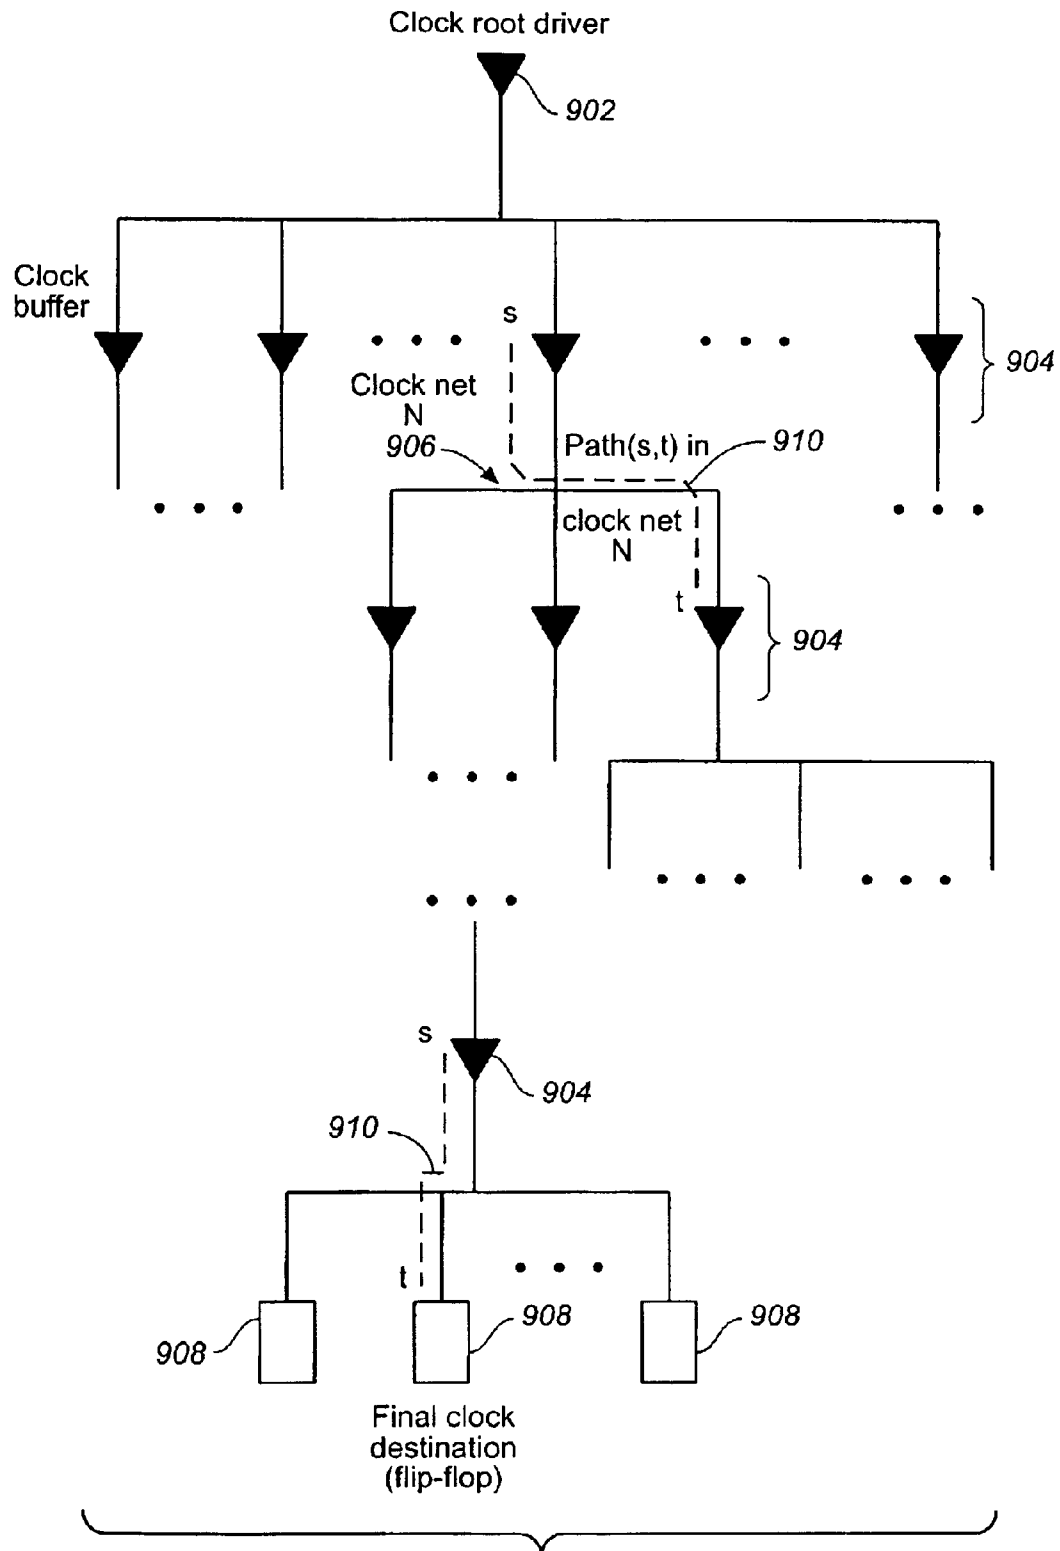 Clock root driver
902
Clock
buffer
s
904
Clock net
N
906
Path(s,t) in
910
clock net
N
t
904
s
904
910
t
908
908
908
Final clock
destination
(flip-flop)